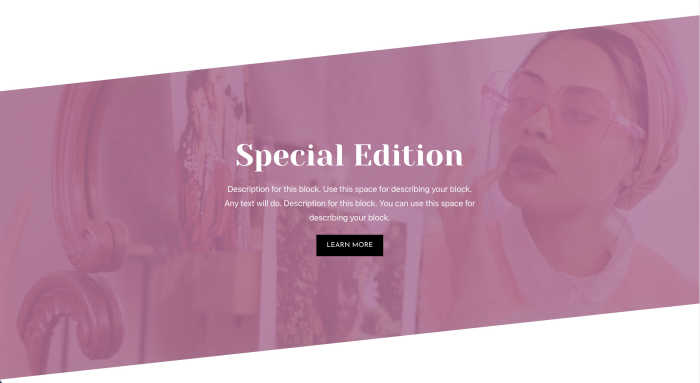 Special Edition
Description for this block. Use this space for describing your block.
Any text will do. Description for this block. You can use this space for
describing your block.
LEARN MORE